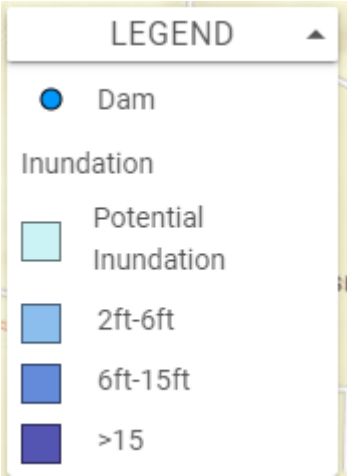 LEGEND
Dam
Inundation
Potential
Inundation
2ft-6ft
6ft-15ft
>15